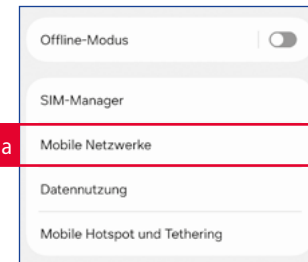 Offline-Modus
SIM-Manager
a
Mobile Netzwerke
Datennutzung
Mobile Hotspot und Tethering